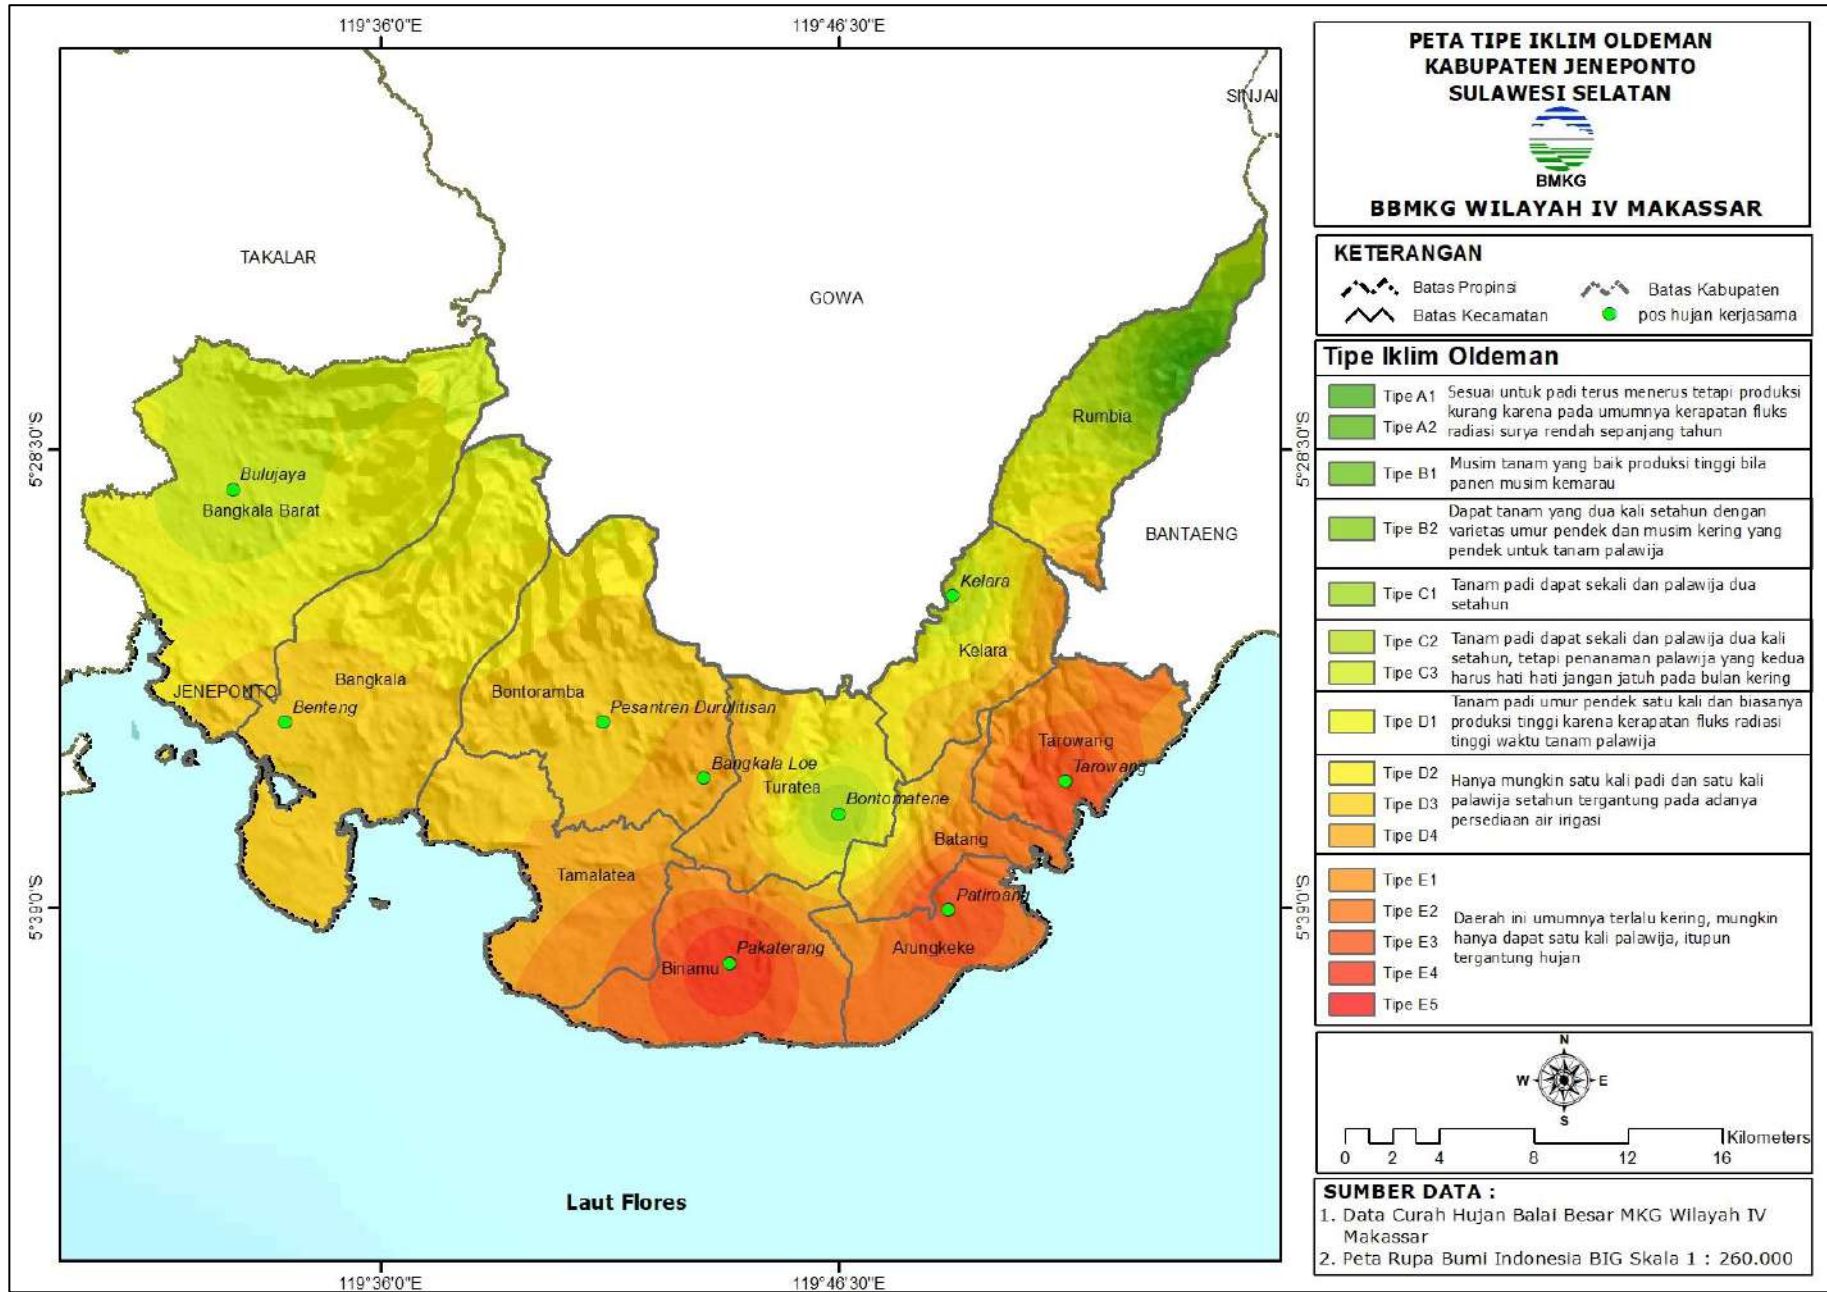 119°36'0"E
119°46'30"E
5°28'30"S
5°28'30"S
5°39'0"S
5°39'0"S
119°36'0"E
119°46'30"E
SINJAI
TAKALAR
GOWA
BANTAENG
JENEPONTO
Rumbia
Bulujaya
Bangkala Barat
Kelara
Kelara
Bangkala
Bontoramba
Benteng
Pesantren Durulitisan
Tarowang
Tarowang
Bangkala Loe
Turatea
Bontomatene
Batang
Tamalatea
Patiroang
Arungkeke
Pakaterang
Binamu
Laut Flores
PETA TIPE IKLIM OLDEMAN
KABUPATEN JENEPONTO
SULAWESI SELATAN
BMKG
BBMKG WILAYAH IV MAKASSAR
KETERANGAN
Batas Propinsi
Batas Kabupaten
Batas Kecamatan
pos hujan kerjasama
Tipe Iklim Oldeman
Tipe A1
Tipe A2
Sesuai untuk padi terus menerus tetapi produksi
kurang karena pada umumnya kerapatan fluks
radiasi surya rendah sepanjang tahun
Tipe B1
Musim tanam yang baik produksi tinggi bila
panen musim kemarau
Tipe B2
Dapat tanam yang dua kali setahun dengan
varietas umur pendek dan musim kering yang
pendek untuk tanam palawija
Tipe C1
Tanam padi dapat sekali dan palawija dua
setahun
Tipe C2
Tipe C3
Tanam padi dapat sekali dan palawija dua kali
setahun, tetapi penanaman palawija yang kedua
harus hati hati jangan jatuh pada bulan kering
Tipe D1
Tanam padi umur pendek satu kali dan biasanya
produksi tinggi karena kerapatan fluks radiasi
tinggi waktu tanam palawija
Tipe D2
Tipe D3
Tipe D4
Hanya mungkin satu kali padi dan satu kali
palawija setahun tergantung pada adanya
persediaan air irigasi
Tipe E1
Tipe E2
Tipe E3
Tipe E4
Tipe E5
Daerah ini umumnya terlalu kering, mungkin
hanya dapat satu kali palawija, itupun
tergantung hujan
N
W
E
S
Kilometers
0 2 4 8 12 16
SUMBER DATA :
1. Data Curah Hujan Balai Besar MKG Wilayah IV
Makassar
2. Peta Rupa Bumi Indonesia BIG Skala 1 : 260.000